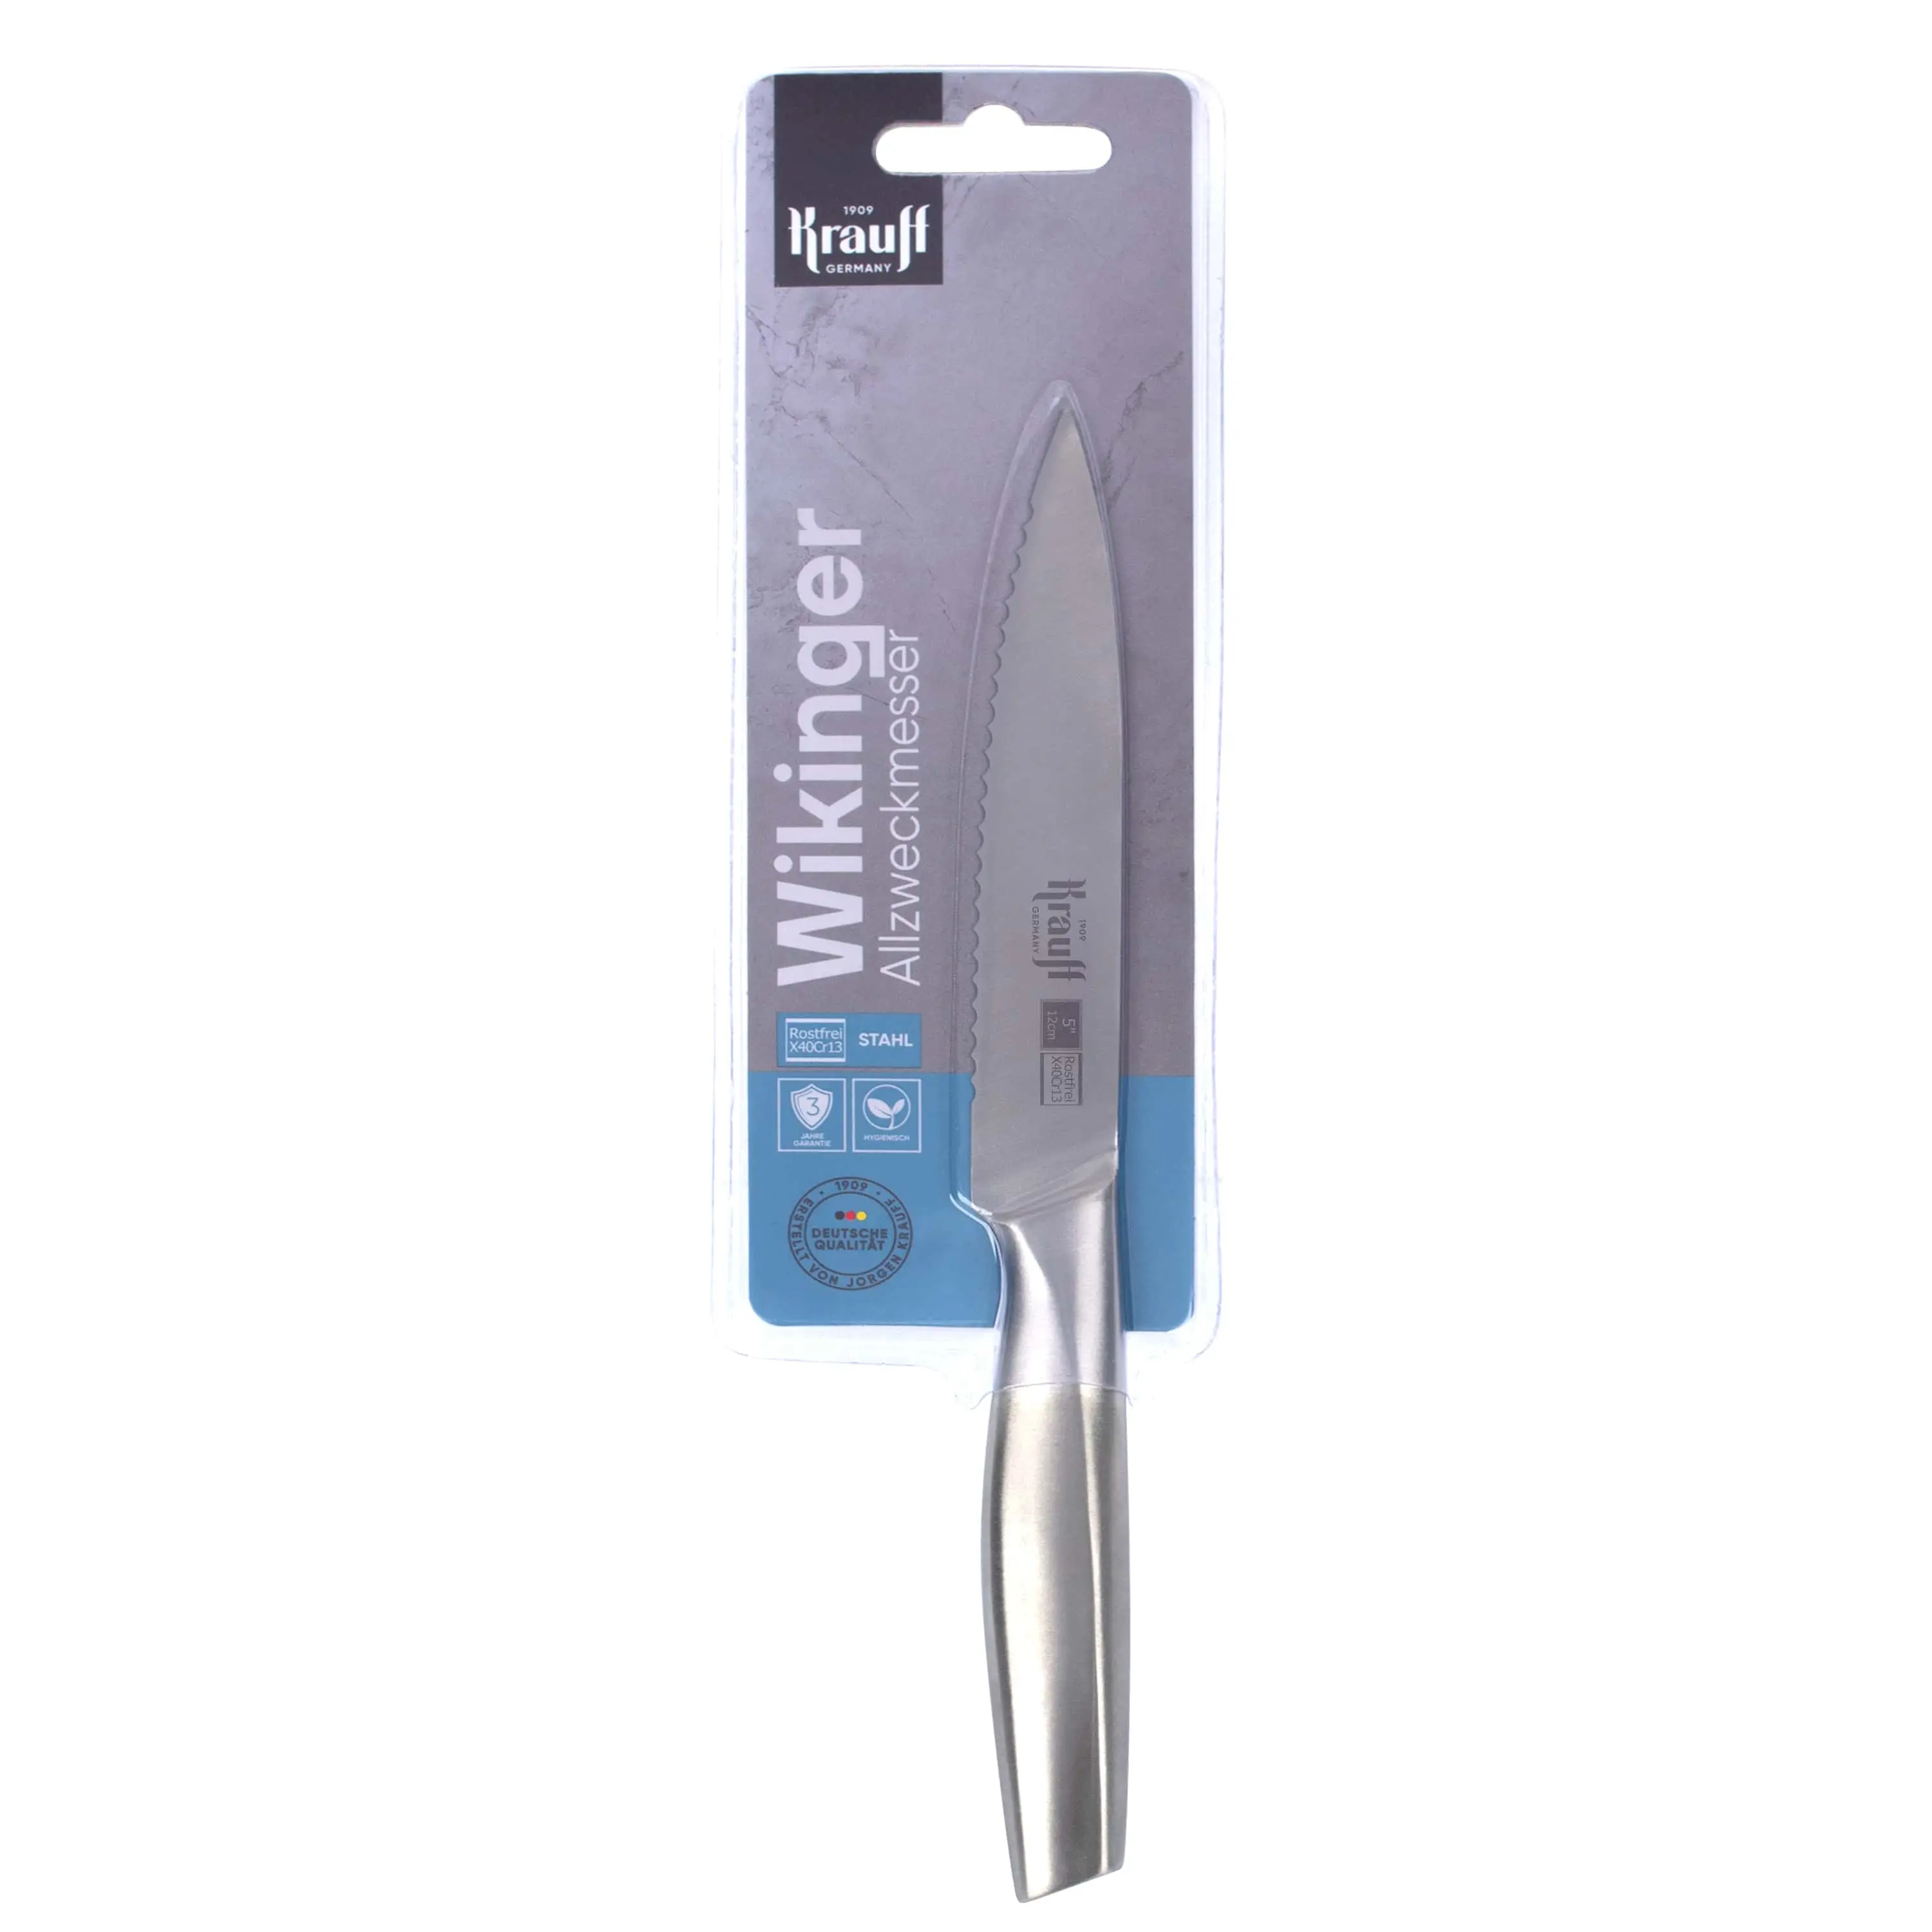 1909
Krauff
GERMANY
Wikinger
Allzweckmesser
Rostfrei
X40Cr13
STAHL
3
JAHRE
GARANTIE
HYGIENISCH
1909
ERSTELLT VON JORGEN KRAUFF
DEUTSCHE
QUALITÄT
1909
Krauff
GERMANY
5"
12cm
Rostfrei
X40Cr13